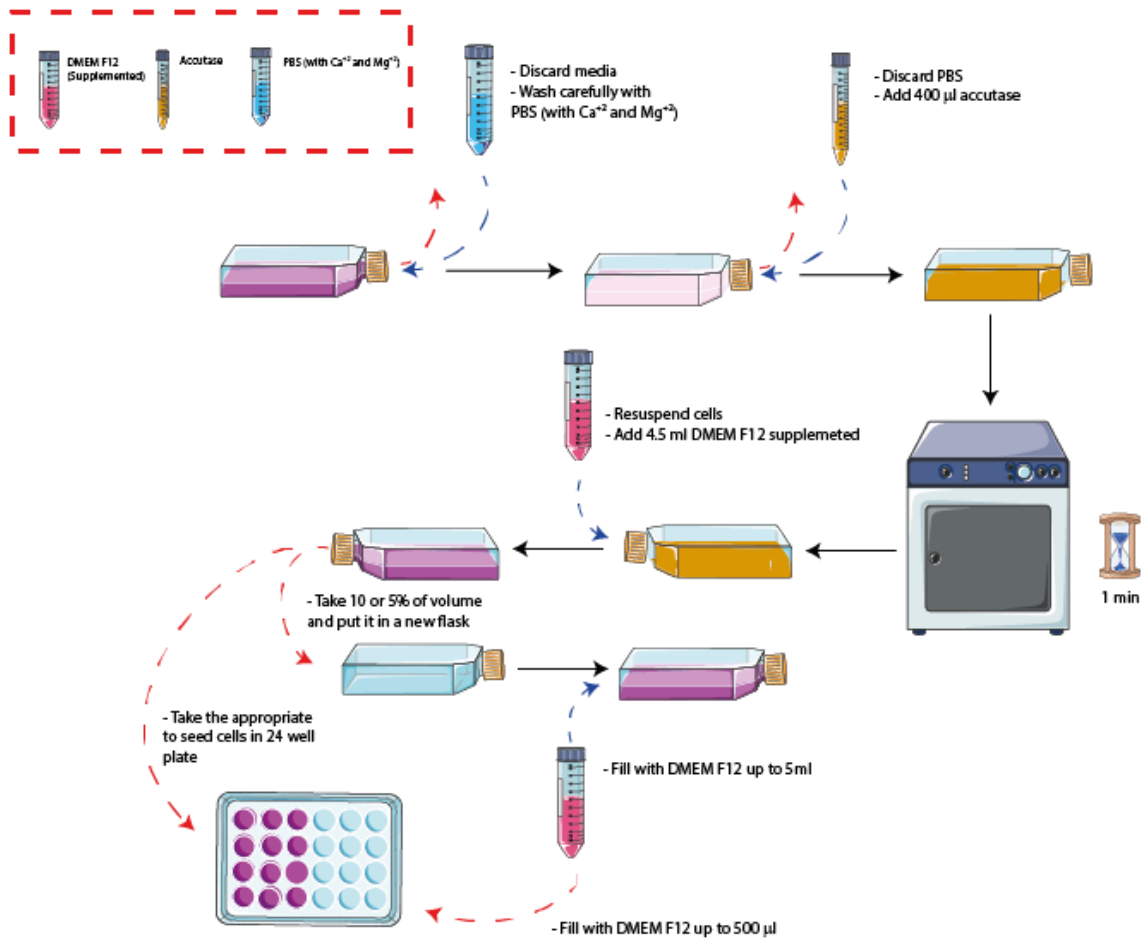 DMEM F12
(Supplemented)
Accutase
PBS (with Ca⁺² and Mg⁺²)
- Discard media
- Wash carefully with
PBS (with Ca⁺² and Mg⁺²)
- Discard PBS
- Add 400 µl accutase
- Resuspend cells
- Add 4.5 ml DMEM F12 supplemeted
1 min
- Take 10 or 5% of volume
and put it in a new flask
- Take the appropriate
to seed cells in 24 well
plate
- Fill with DMEM F12 up to 5ml
- Fill with DMEM F12 up to 500 µl